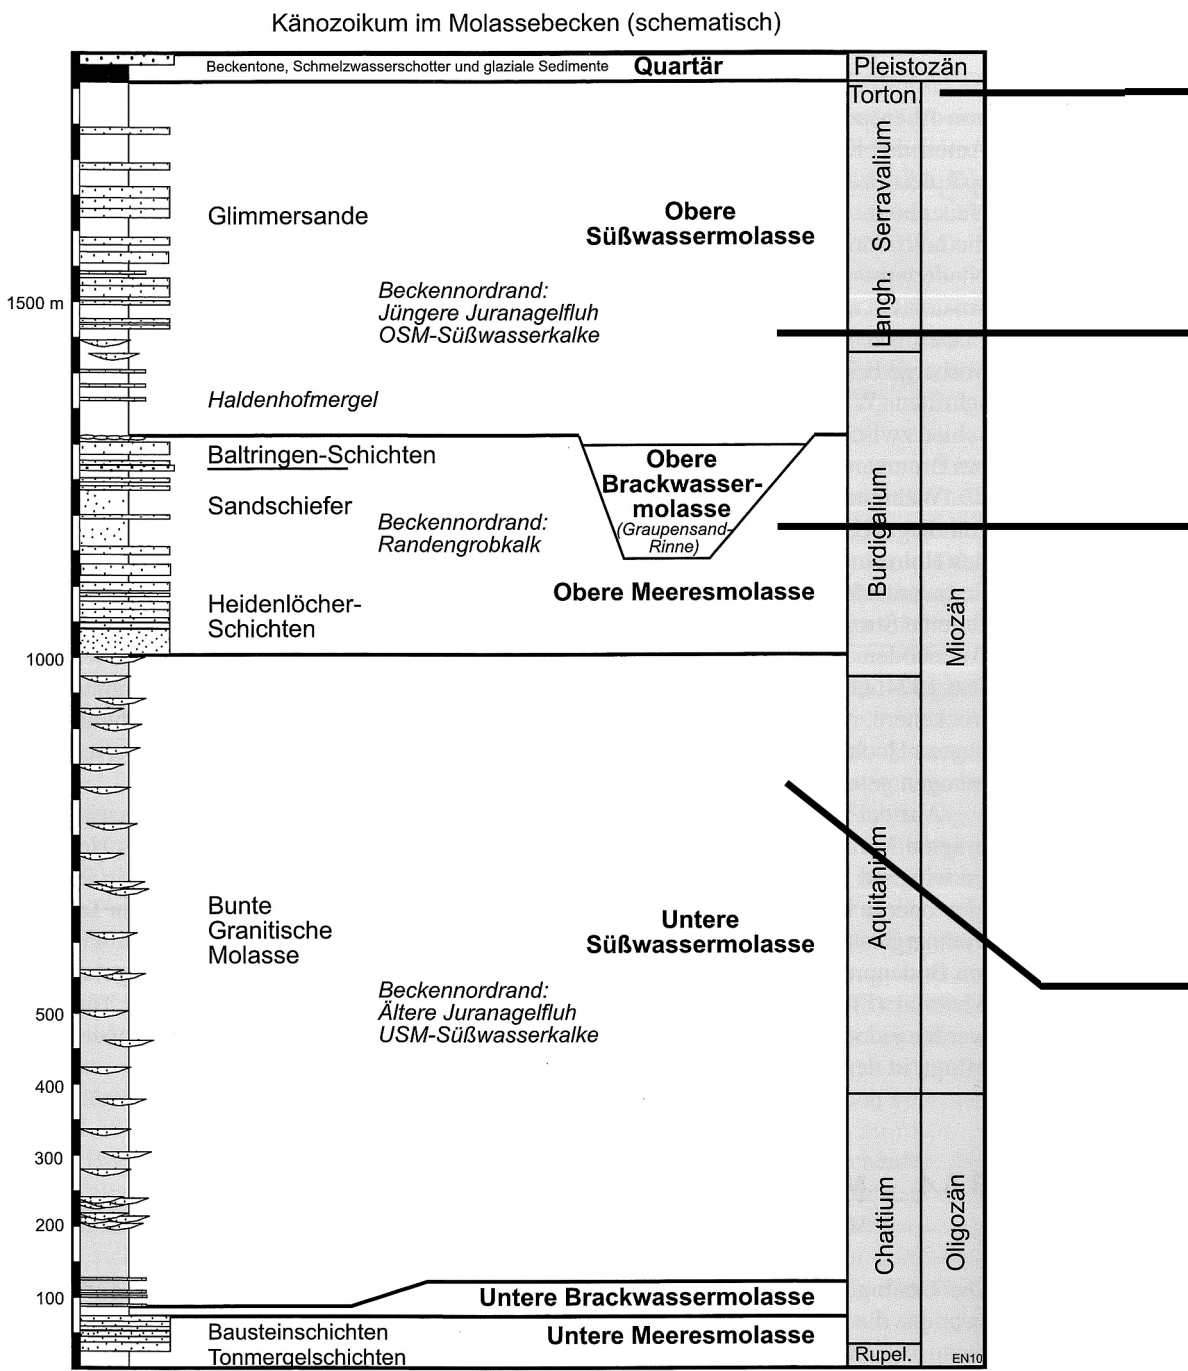 Känozoikum im Molassebecken (schematisch)
Beckentone, Schmelzwasserschotter und glaziale Sedimente
Quartär
Pleistozän
Torton.
Glimmersande
Obere
Süßwassermolasse
Serravalium
Beckennordrand:
Jüngere Juranagelfluh
OSM-Süßwasserkalke
1500 m
Langh.
Haldenhofmergel
Baltringen-Schichten
Obere
Brackwasser-
molasse
(Graupensand-
Rinne)
Sandschiefer
Beckennordrand:
Randengrobkalk
Burdigalium
Obere Meeresmolasse
Heidenlöcher-
Schichten
Miozän
1000
Aquitanium
Bunte
Granitische
Molasse
Untere
Süßwassermolasse
Beckennordrand:
Ältere Juranagelfluh
USM-Süßwasserkalke
500
400
300
200
100
Chattium
Oligozän
Untere Brackwassermolasse
Bausteinschichten
Tonmergelschichten
Untere Meeresmolasse
Rupel.
EN10